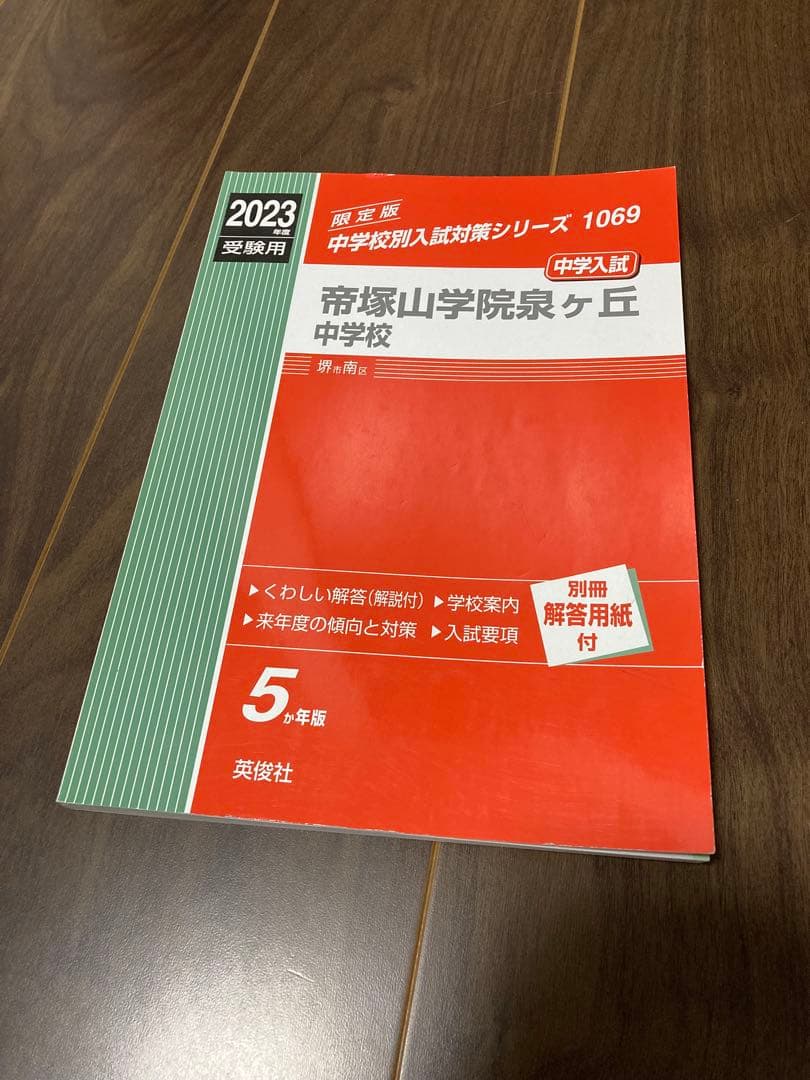 2023
年度
受験用
限定版
中学校別入試対策シリーズ 1069
中学入試
帝塚山学院泉ヶ丘
中学校
堺市南区
▶くわしい解答(解説付) ▶学校案内
▶来年度の傾向と対策 ▶入試要項
別冊
解答用紙
付
5か年版
英俊社